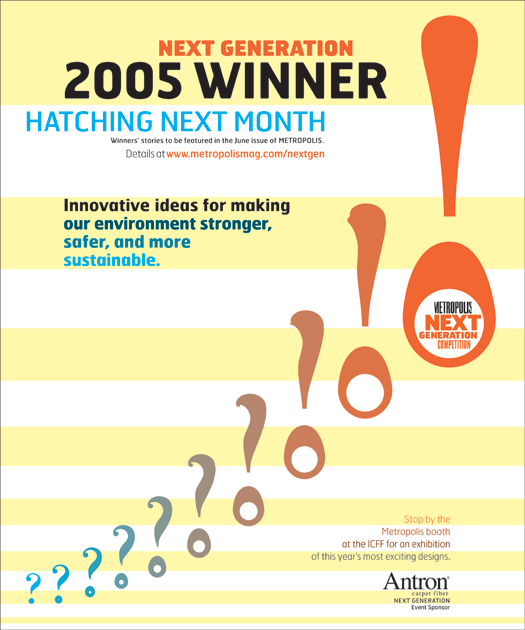 NEXT GENERATION
2005 WINNER
HATCHING NEXT MONTH
Winners' stories to be featured in the June issue of METROPOLIS.
Details at www.metropolismag.com/nextgen
Innovative ideas for making
our environment stronger,
safer, and more
sustainable.
METROPOLIS
NEXT
GENERATION
COMPETITION
Stop by the
Metropolis booth
at the ICFF for an exhibition
of this year's most exciting designs.
Antron®
carpet fiber
NEXT GENERATION
Event Sponsor